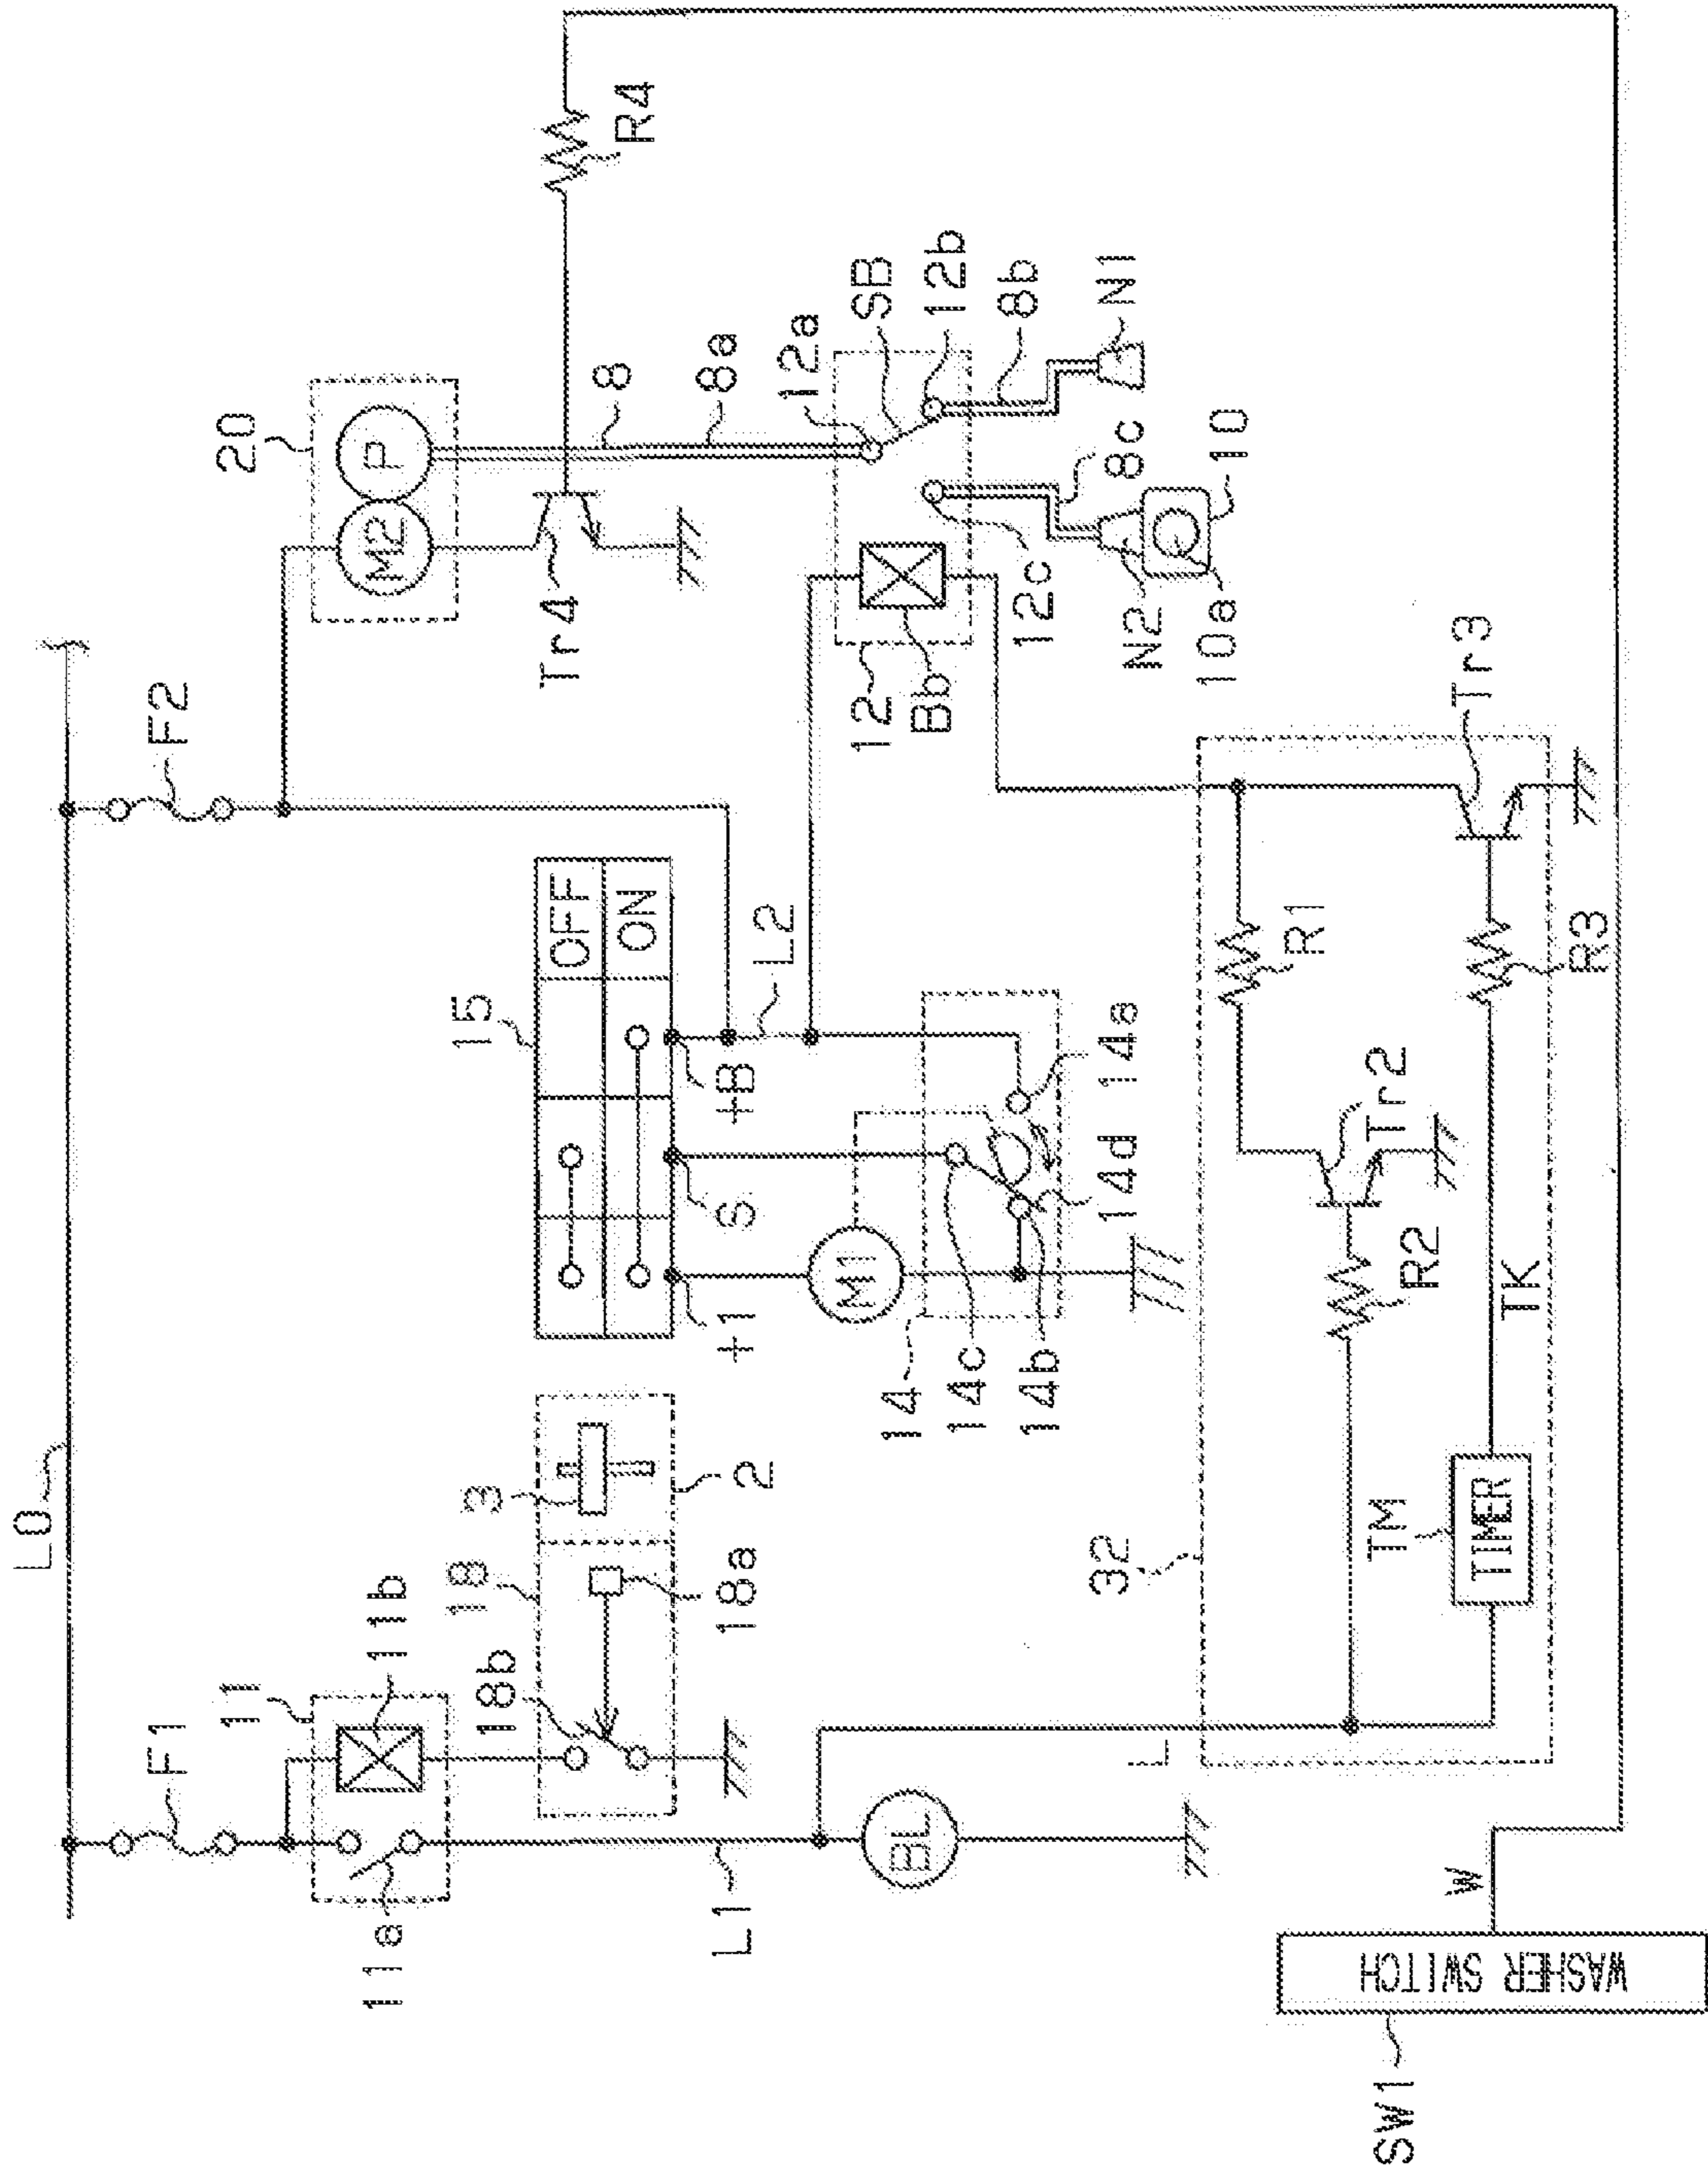 L0
F1
F2
11
11b
11a
18
18b
18a
3
2
15
OFF
ON
+1
S
+B
L2
20
M2
P
Tr4
R4
8
8a
12a
SB
12b
8b
N1
12
Bb
12c
8c
N2
10
10a
L1
BL
L
M1
14
14c
14b
14d
14a
32
R1
Tr2
R2
Tr3
R3
TM
TIMER
TK
W
WASHER SWITCH
SW1